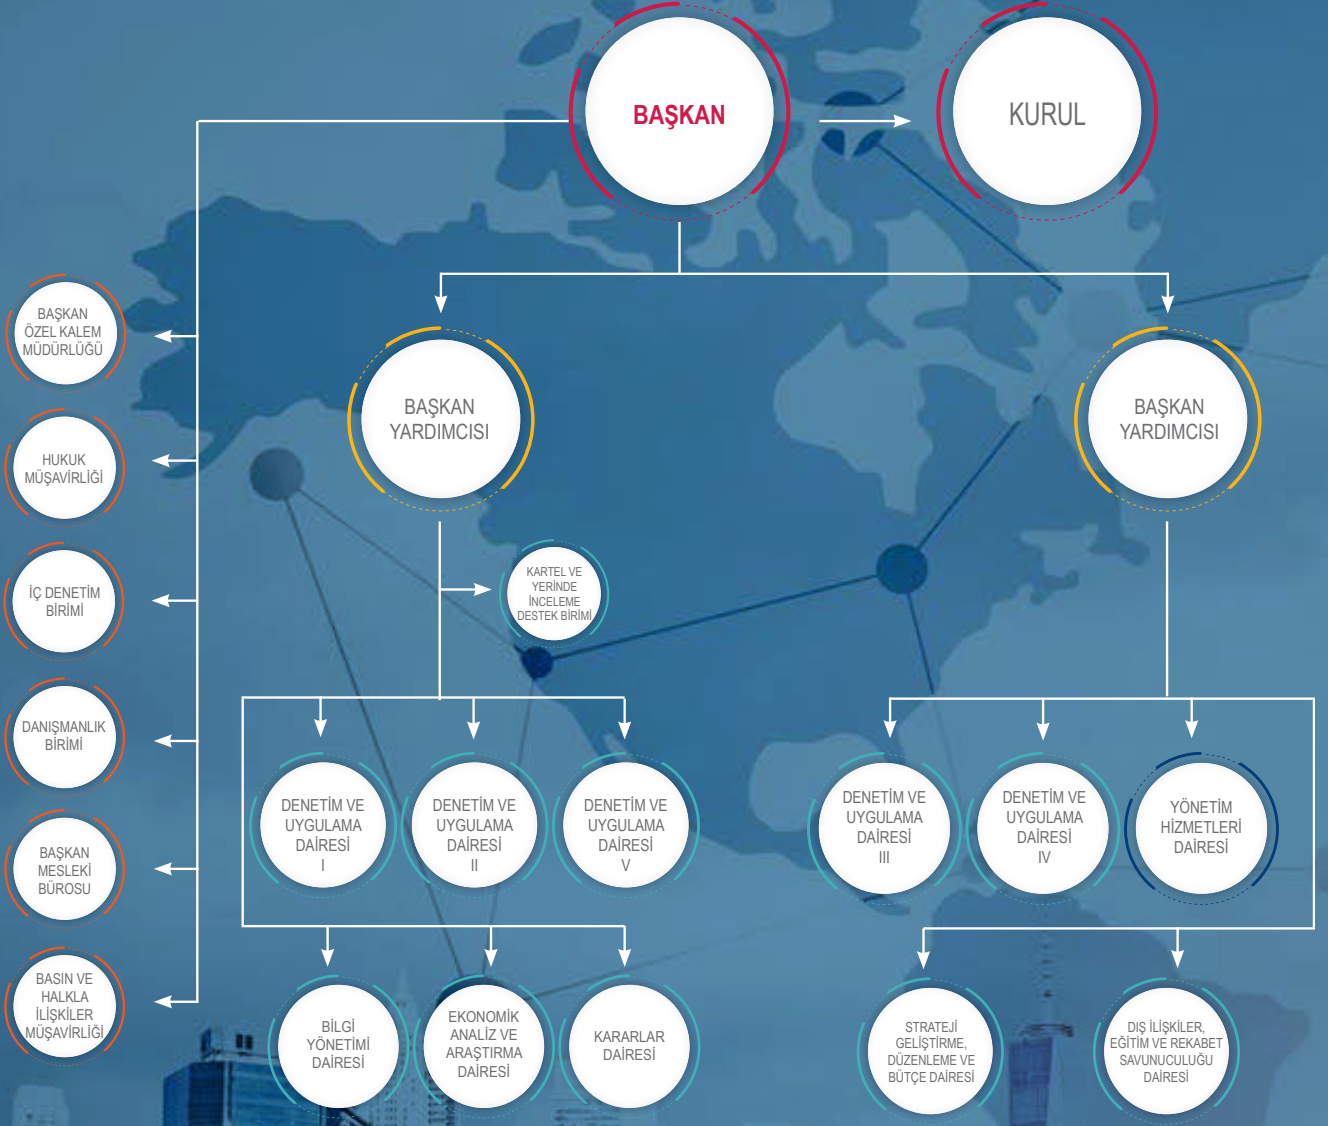 BAŞKAN
KURUL
BAŞKAN
ÖZEL KALEM
MÜDÜRLÜĞÜ
HUKUK
MÜŞAVİRLİĞİ
İÇ DENETİM
BİRİMİ
DANIŞMANLIK
BİRİMİ
BAŞKAN
MESLEKİ
BÜROSU
BASIN VE
HALKLA
İLİŞKİLER
MÜŞAVİRLİĞİ
BAŞKAN
YARDIMCISI
BAŞKAN
YARDIMCISI
KARTEL VE
YERİNDE
İNCELEME
DESTEK BİRİMİ
DENETİM VE
UYGULAMA
DAİRESİ
I
DENETİM VE
UYGULAMA
DAİRESİ
II
DENETİM VE
UYGULAMA
DAİRESİ
V
DENETİM VE
UYGULAMA
DAİRESİ
III
DENETİM VE
UYGULAMA
DAİRESİ
IV
YÖNETİM
HİZMETLERİ
DAİRESİ
BİLGİ
YÖNETİMİ
DAİRESİ
EKONOMİK
ANALİZ VE
ARAŞTIRMA
DAİRESİ
KARARLAR
DAİRESİ
STRATEJİ
GELİŞTİRME,
DÜZENLEME VE
BÜTÇE DAİRESİ
DIŞ İLİŞKİLER,
EĞİTİM VE REKABET
SAVUNUCULUĞU
DAİRESİ